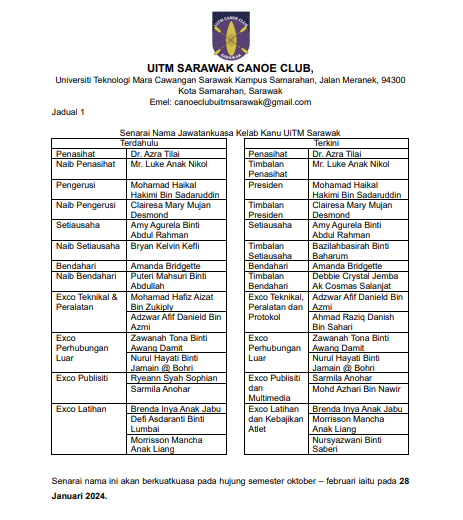 UITM CANOE CLUB
SARAWAK
UITM SARAWAK CANOE CLUB,
Universiti Teknologi Mara Cawangan Sarawak Kampus Samarahan, Jalan Meranek, 94300
Kota Samarahan, Sarawak
Emel: canoeclubuitmsarawak@gmail.com
Jadual 1
Senarai Nama Jawatankuasa Kelab Kanu UiTM Sarawak
Terdahulu
Penasihat Dr. Azra Tilai
Naib Penasihat Mr. Luke Anak Nikol
Pengerusi Mohamad Haikal
Hakimi Bin Sadaruddin
Naib Pengerusi Clairesa Mary Mujan
Desmond
Setiausaha Amy Agurela Binti
Abdul Rahman
Naib Setiausaha Bryan Kelvin Kefli
Bendahari Amanda Bridgette
Naib Bendahari Puteri Mahsuri Binti
Abdullah
Exco Teknikal & Mohamad Hafiz Aizat
Peralatan Bin Zukiply
Adzwar Afif Danield Bin
Azmi
Exco Zawanah Tona Binti
Perhubungan Awang Damit
Luar Nurul Hayati Binti
Jamain @ Bohri
Exco Publisiti Ryeann Syah Sophian
Sarmila Anohar
Exco Latihan Brenda Inya Anak Jabu
Defi Asdaranti Binti
Lumbai
Morrisson Mancha
Anak Liang
Terkini
Penasihat Dr. Azra Tilai
Timbalan Mr. Luke Anak Nikol
Penasihat
Presiden Mohamad Haikal
Hakimi Bin Sadaruddin
Timbalan Clairesa Mary Mujan
Presiden Desmond
Setiausaha Amy Agurela Binti
Abdul Rahman
Timbalan Bazilahbasirah Binti
Setiausaha Baharum
Bendahari Amanda Bridgette
Timbalan Debbie Crystal Jemba
Bendahari Ak Cosmas Salanjat
Exco Teknikal, Adzwar Afif Danield Bin
Peralatan dan Azmi
Protokol Ahmad Raziq Danish
Bin Sahari
Exco Zawanah Tona Binti
Perhubungan Awang Damit
Luar Nurul Hayati Binti
Jamain @ Bohri
Exco Publisiti Sarmila Anohar
dan Mohd Azhari Bin Nawir
Multimedia
Exco Latihan Brenda Inya Anak Jabu
dan Kebajikan Morrisson Mancha
Atlet Anak Liang
Nursyazwani Binti
Saberi
Senarai nama ini akan berkuatkuasa pada hujung semester oktober – februari iaitu pada 28
Januari 2024.